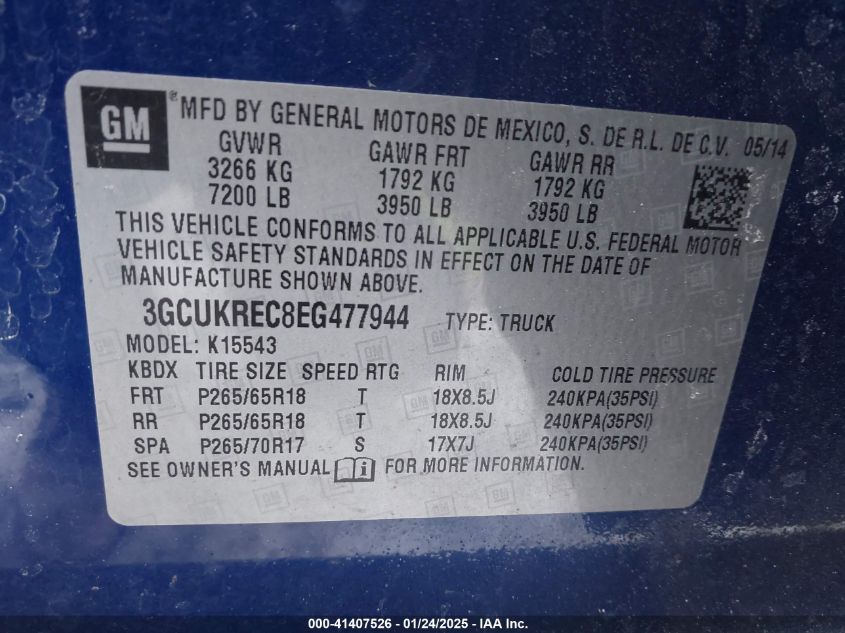 GM ® MFD BY GENERAL MOTORS DE MEXICO, S. DE R.L. DE C.V. 05/14
GVWR GAWR FRT GAWR RR
3266 KG 1792 KG 1792 KG
7200 LB 3950 LB 3950 LB
THIS VEHICLE CONFORMS TO ALL APPLICABLE U.S. FEDERAL MOTOR
VEHICLE SAFETY STANDARDS IN EFFECT ON THE DATE OF
MANUFACTURE SHOWN ABOVE.
3GCUKREC8EG477944 TYPE: TRUCK
MODEL: K15543
KBDX TIRE SIZE SPEED RTG RIM COLD TIRE PRESSURE
FRT P265/65R18 T 18X8.5J 240KPA(35PSI)
RR P265/65R18 T 18X8.5J 240KPA(35PSI)
SPA P265/70R17 S 17X7J 240KPA(35PSI)
SEE OWNER'S MANUAL i FOR MORE INFORMATION.
000-41407526 - 01/24/2025 - IAA Inc.